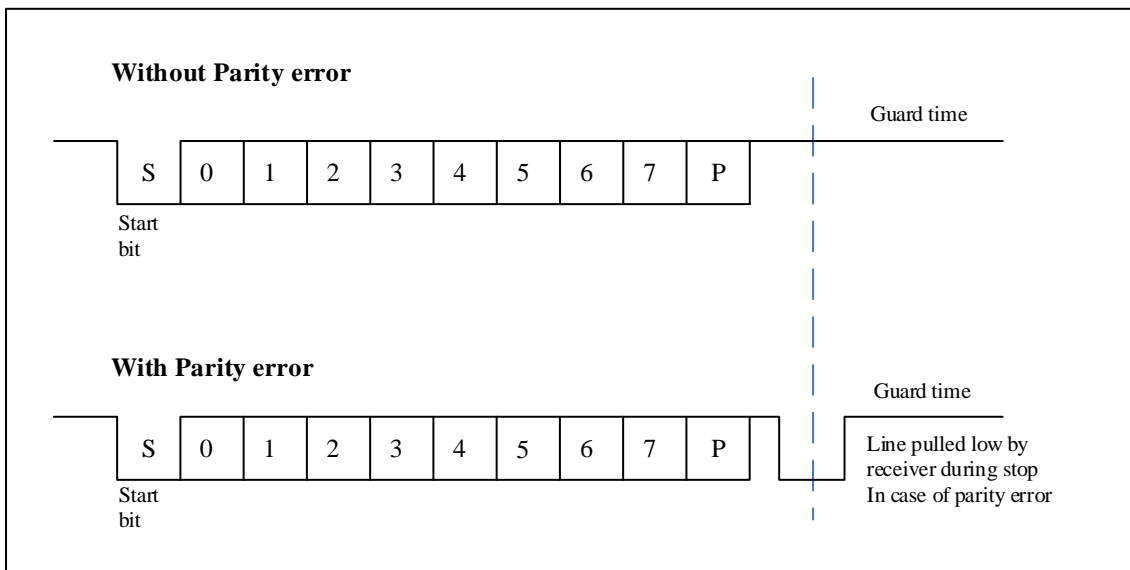 Without Parity error
Guard time
S 0 1 2 3 4 5 6 7 P
Start
bit
With Parity error
Guard time
S 0 1 2 3 4 5 6 7 P
Line pulled low by
receiver during stop
In case of parity error
Start
bit